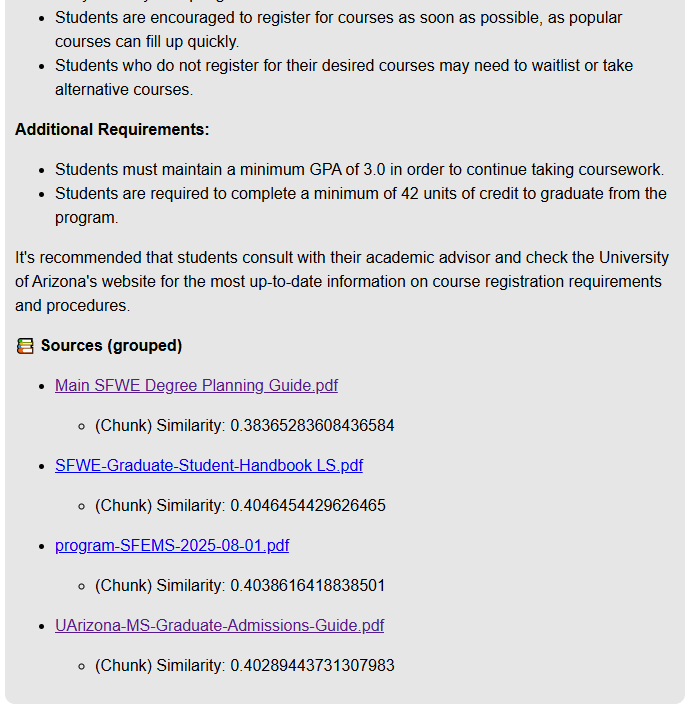 Students are encouraged to register for courses as soon as possible, as popular
courses can fill up quickly.
Students who do not register for their desired courses may need to waitlist or take
alternative courses.
Additional Requirements:
Students must maintain a minimum GPA of 3.0 in order to continue taking coursework.
Students are required to complete a minimum of 42 units of credit to graduate from the
program.
It's recommended that students consult with their academic advisor and check the University
of Arizona's website for the most up-to-date information on course registration requirements
and procedures.
📚 Sources (grouped)
Main SFWE Degree Planning Guide.pdf
(Chunk) Similarity: 0.38365283608436584
SFWE-Graduate-Student-Handbook LS.pdf
(Chunk) Similarity: 0.4046454429626465
program-SFEMS-2025-08-01.pdf
(Chunk) Similarity: 0.4038616418838501
UArizona-MS-Graduate-Admissions-Guide.pdf
(Chunk) Similarity: 0.40289443731307983